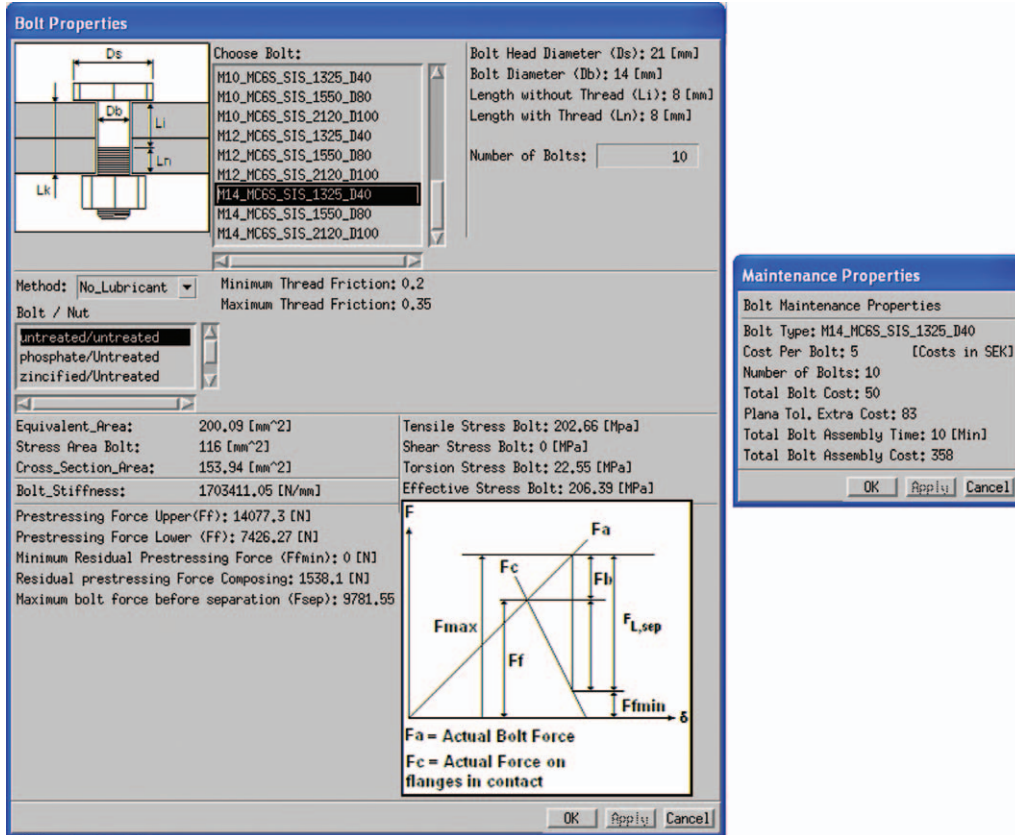 Bolt Properties
Ds
Db
Li
Ln
Lk
Choose Bolt:
M10_MC6S_SIS_1325_D40
M10_MC6S_SIS_1550_D80
M10_MC6S_SIS_2120_D100
M12_MC6S_SIS_1325_D40
M12_MC6S_SIS_1550_D80
M12_MC6S_SIS_2120_D100
M14_MC6S_SIS_1325_D40
M14_MC6S_SIS_1550_D80
M14_MC6S_SIS_2120_D100
Bolt Head Diameter (Ds): 21 [mm]
Bolt Diameter (Db): 14 [mm]
Length without Thread (Li): 8 [mm]
Length with Thread (Ln): 8 [mm]
Number of Bolts: 10
Method: No_Lubricant
Minimum Thread Friction: 0.2
Maximum Thread Friction: 0.35
Bolt / Nut
untreated/untreated
phosphate/Untreated
zincified/Untreated
Equivalent_Area: 200.09 [mm^2]
Stress Area Bolt: 116 [mm^2]
Cross_Section_Area: 153.94 [mm^2]
Bolt_Stiffness: 1703411.05 [N/mm]
Tensile Stress Bolt: 202.66 [Mpa]
Shear Stress Bolt: 0 [MPa]
Torsion Stress Bolt: 22.55 [MPa]
Effective Stress Bolt: 206.39 [MPa]
Prestressing Force Upper(Ff): 14077.3 [N]
Prestressing Force Lower (Ff): 7426.27 [N]
Minimum Residual Prestressing Force (Ffmin): 0 [N]
Residual prestressing Force Composing: 1538.1 [N]
Maximum bolt force before separation (Fsep): 9781.55
F
Fa
Fc
Fb
Fmax
FL,sep
Ff
Ffmin
δ
Fa = Actual Bolt Force
Fc = Actual Force on
flanges in contact
OK Apply Cancel
Maintenance Properties
Bolt Maintenance Properties
Bolt Type: M14_MC6S_SIS_1325_D40
Cost Per Bolt: 5 [Costs in SEK]
Number of Bolts: 10
Total Bolt Cost: 50
Plana Tol. Extra Cost: 83
Total Bolt Assembly Time: 10 [Min]
Total Bolt Assembly Cost: 358
OK Apply Cancel